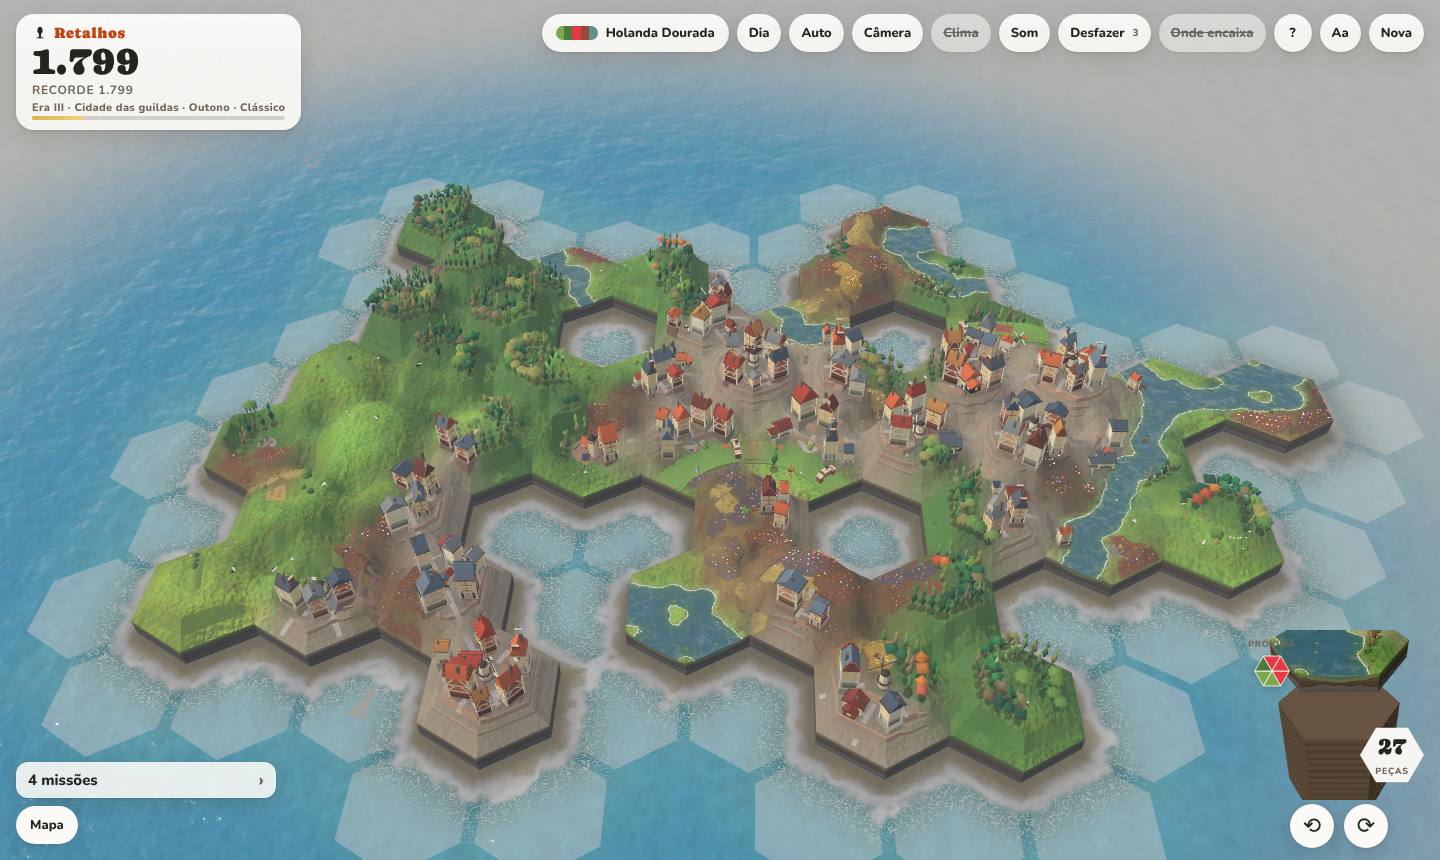 Retalhos
1.799
RECORDE 1.799
Era III · Cidade das guildas · Outono · Clássico
Holanda Dourada
Dia
Auto
Câmera
Clima
Som
Desfazer 3
Onde encaixa
?
Aa
Nova
27
PEÇAS
4 missões ›
Mapa